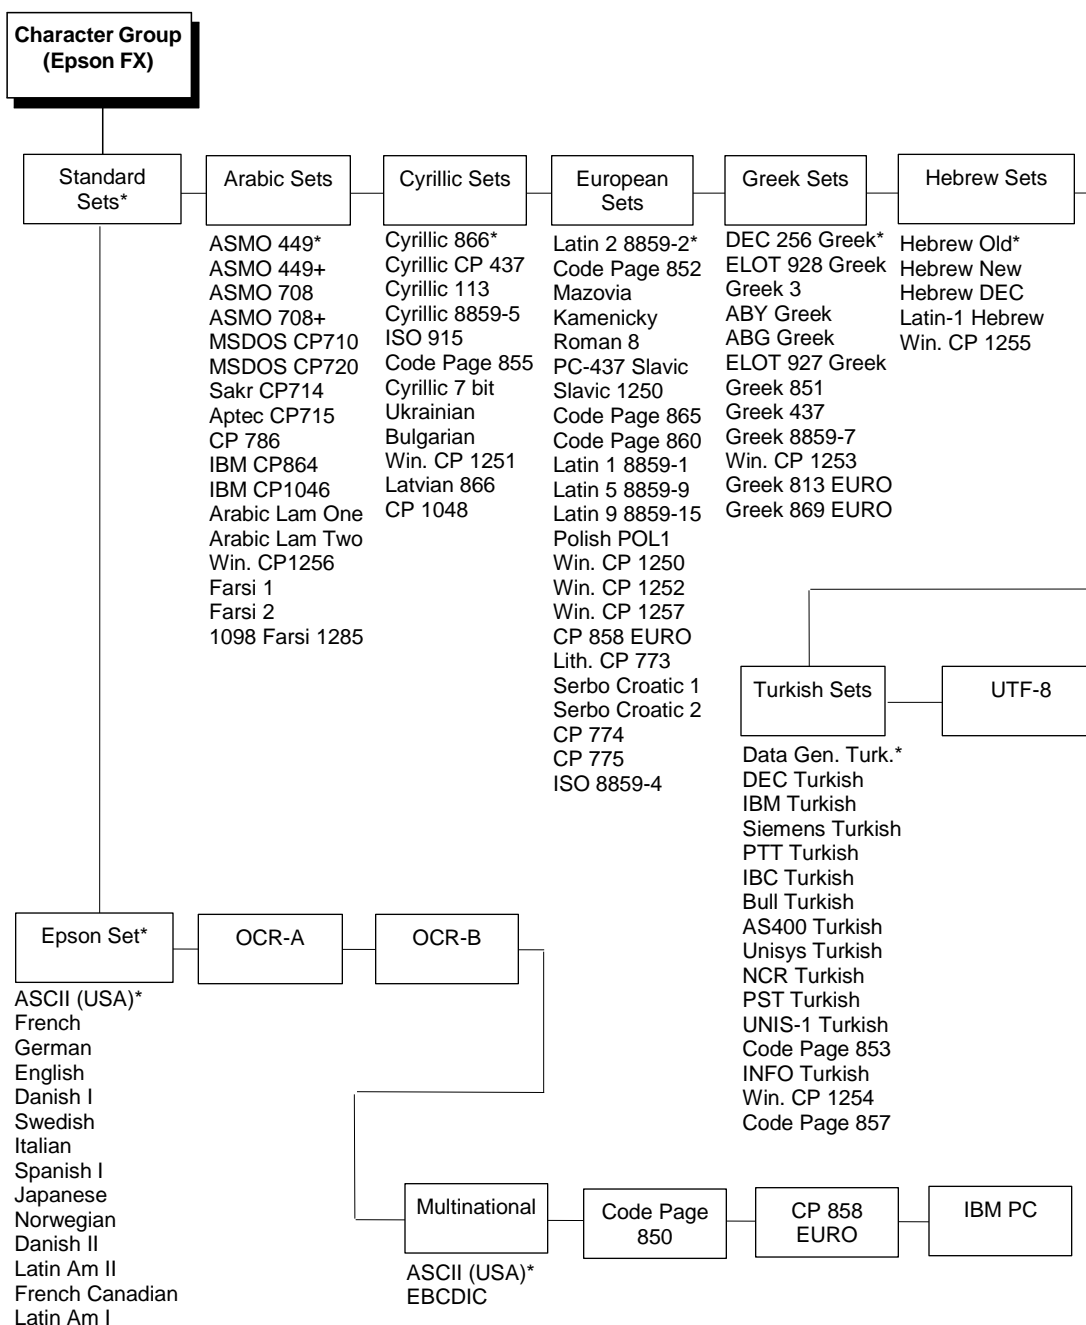 Character Group
(Epson FX)
Standard
Sets*
Arabic Sets
Cyrillic Sets
European
Sets
Greek Sets
Hebrew Sets
ASMO 449*
ASMO 449+
ASMO 708
ASMO 708+
MSDOS CP710
MSDOS CP720
Sakr CP714
Aptec CP715
CP 786
IBM CP864
IBM CP1046
Arabic Lam One
Arabic Lam Two
Win. CP1256
Farsi 1
Farsi 2
1098 Farsi 1285
Cyrillic 866*
Cyrillic CP 437
Cyrillic 113
Cyrillic 8859-5
ISO 915
Code Page 855
Cyrillic 7 bit
Ukrainian
Bulgarian
Win. CP 1251
Latvian 866
CP 1048
Latin 2 8859-2*
Code Page 852
Mazovia
Kamenicky
Roman 8
PC-437 Slavic
Slavic 1250
Code Page 865
Code Page 860
Latin 1 8859-1
Latin 5 8859-9
Latin 9 8859-15
Polish POL1
Win. CP 1250
Win. CP 1252
Win. CP 1257
CP 858 EURO
Lith. CP 773
Serbo Croatic 1
Serbo Croatic 2
CP 774
CP 775
ISO 8859-4
DEC 256 Greek*
ELOT 928 Greek
Greek 3
ABY Greek
ABG Greek
ELOT 927 Greek
Greek 851
Greek 437
Greek 8859-7
Win. CP 1253
Greek 813 EURO
Greek 869 EURO
Hebrew Old*
Hebrew New
Hebrew DEC
Latin-1 Hebrew
Win. CP 1255
Turkish Sets
UTF-8
Data Gen. Turk.*
DEC Turkish
IBM Turkish
Siemens Turkish
PTT Turkish
IBC Turkish
Bull Turkish
AS400 Turkish
Unisys Turkish
NCR Turkish
PST Turkish
UNIS-1 Turkish
Code Page 853
INFO Turkish
Win. CP 1254
Code Page 857
Epson Set*
OCR-A
OCR-B
ASCII (USA)*
French
German
English
Danish I
Swedish
Italian
Spanish I
Japanese
Norwegian
Danish II
Latin Am II
French Canadian
Latin Am I
Multinational
Code Page
850
CP 858
EURO
IBM PC
ASCII (USA)*
EBCDIC